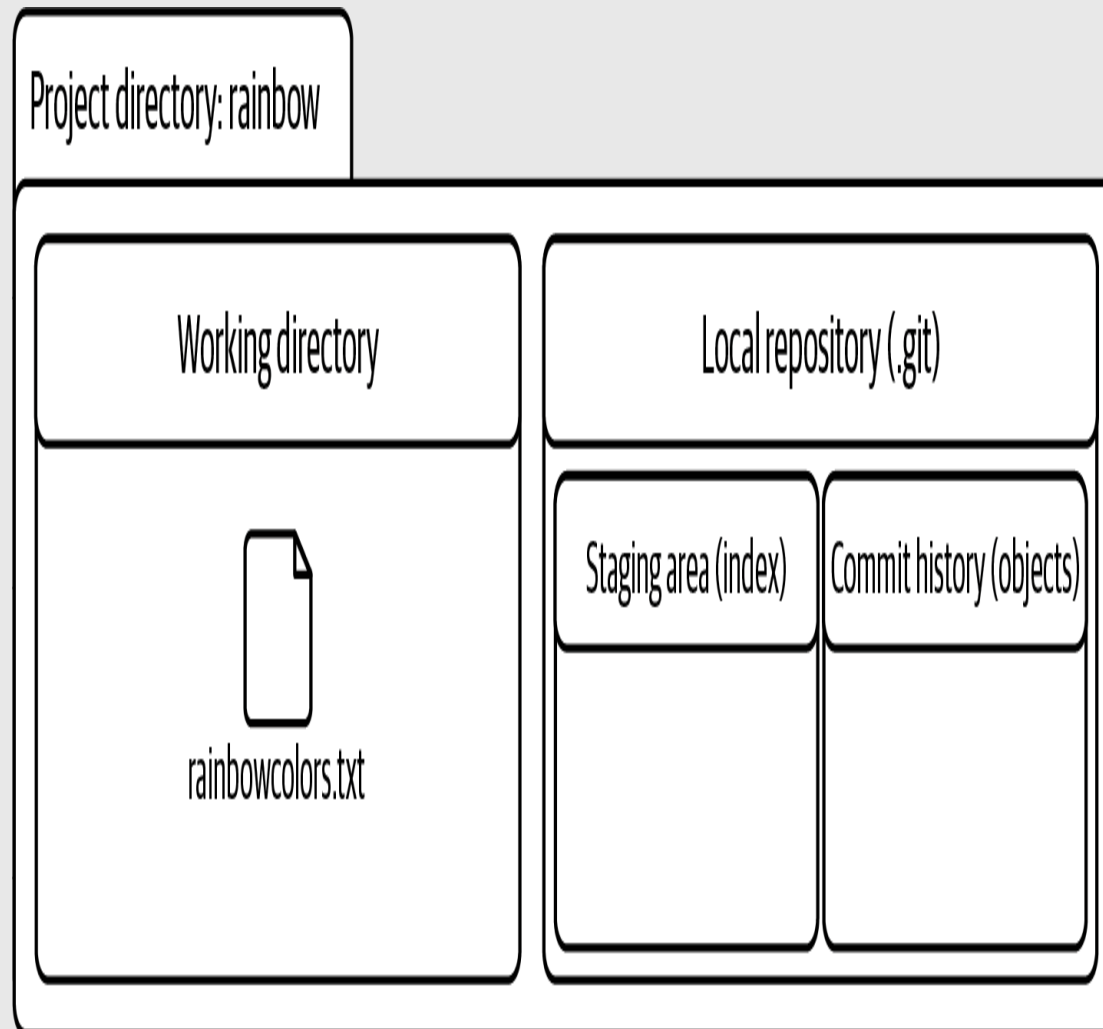 Project directory: rainbow
Working directory
Local repository (.git)
Staging area (index)
Commit history (objects)
rainbowcolors.txt